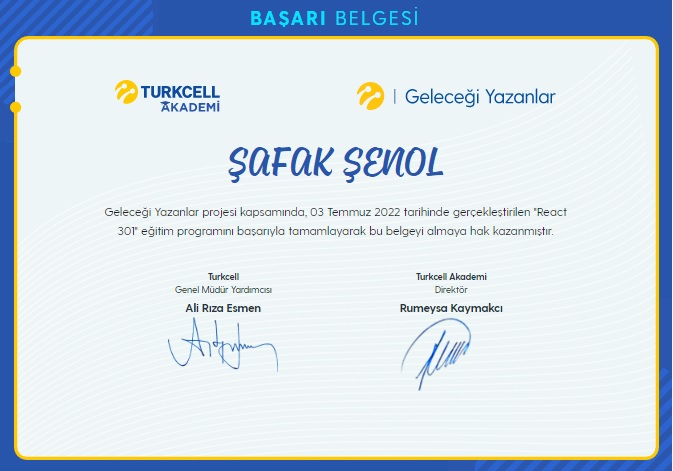 BAŞARI BELGESİ
TURKCELL
AKADEMİ
Geleceği Yazanlar
ŞAFAK ŞENOL
Geleceği Yazanlar projesi kapsamında, 03 Temmuz 2022 tarihinde gerçekleştirilen "React
301" eğitim programını başarıyla tamamlayarak bu belgeyi almaya hak kazanmıştır.
Turkcell
Genel Müdür Yardımcısı
Ali Rıza Esmen
Turkcell Akademi
Direktör
Rumeysa Kaymakcı